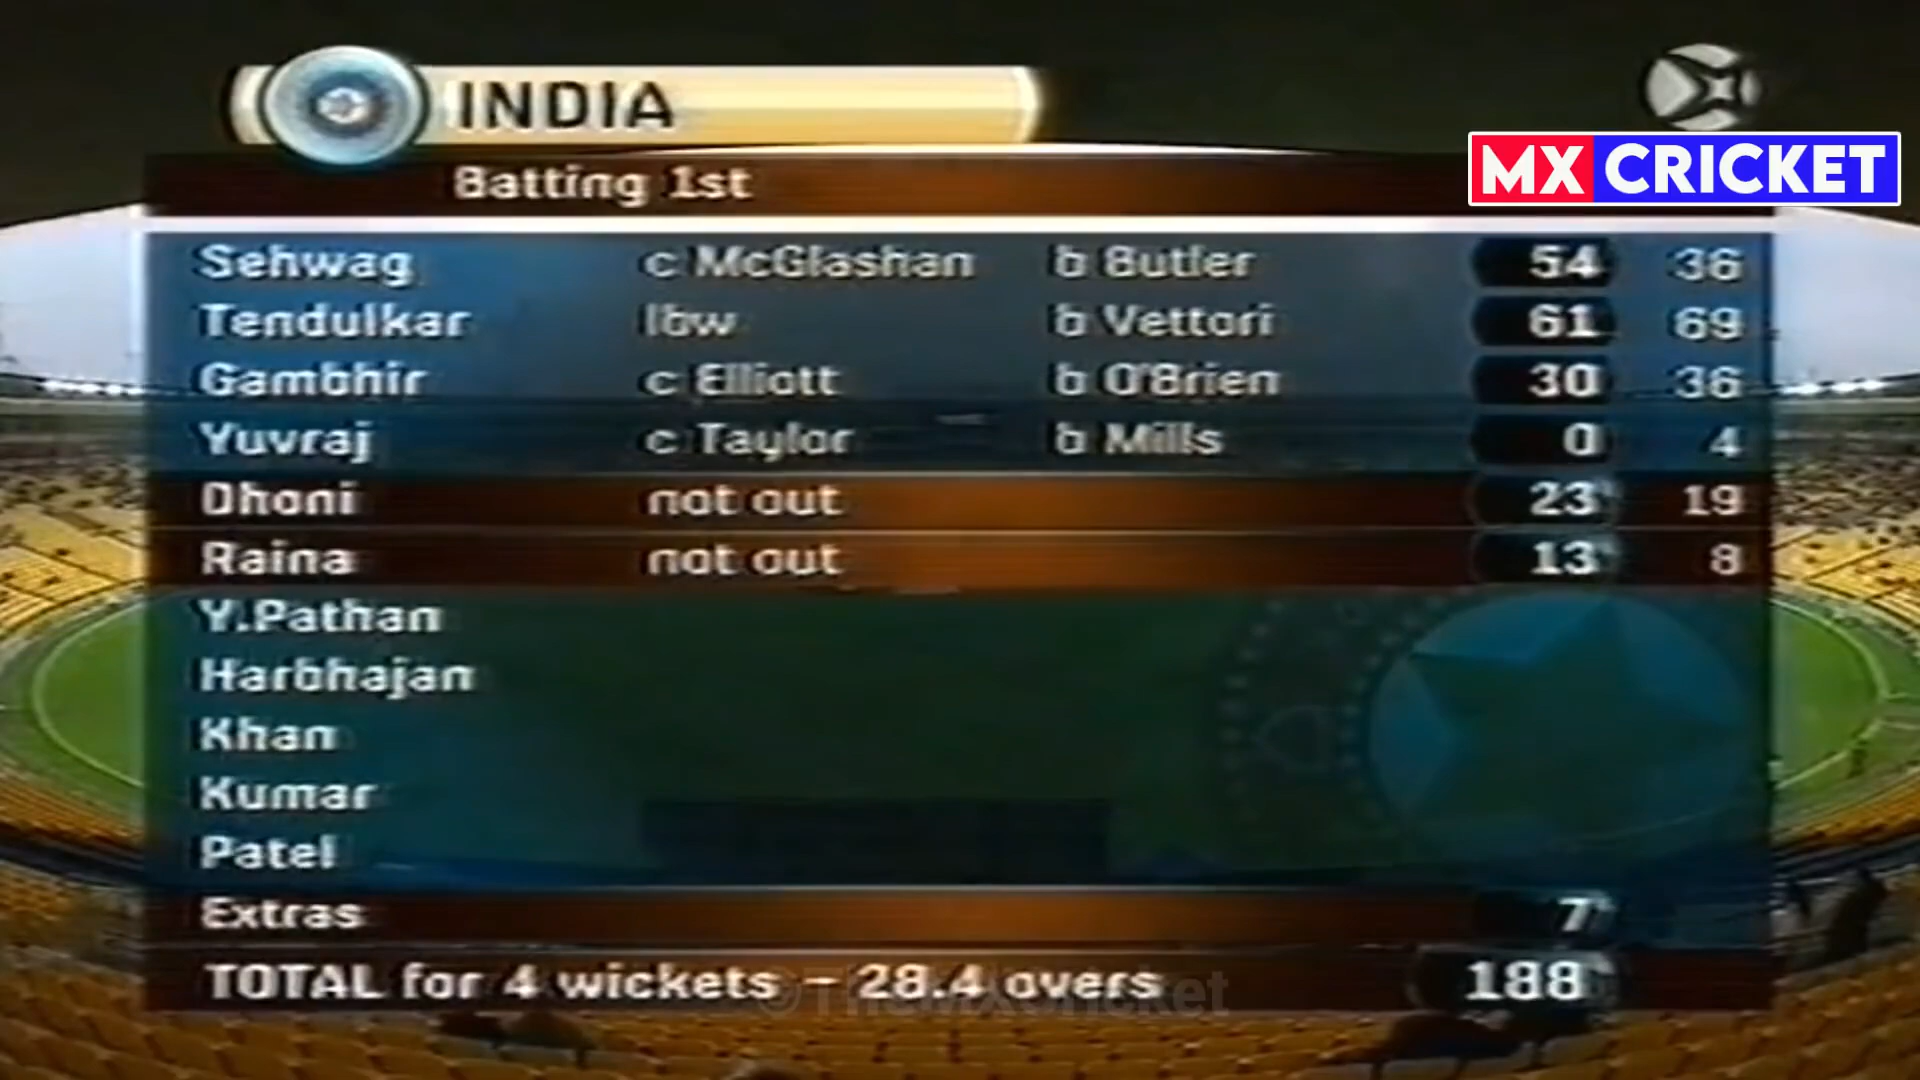 INDIA
MX CRICKET
Batting 1st
Sehwag c McGlashan b Butler 54 36
Tendulkar lbw b Vettori 61 69
Gambhir c Elliott b O'Brien 30 36
Yuvraj c Taylor b Mills 0 4
Dhoni not out 23* 19
Raina not out 13* 8
Y.Pathan
Harbhajan
Khan
Kumar
Patel
Extras 7
TOTAL for 4 wickets - 28.4 overs 188
©TheMXCricket